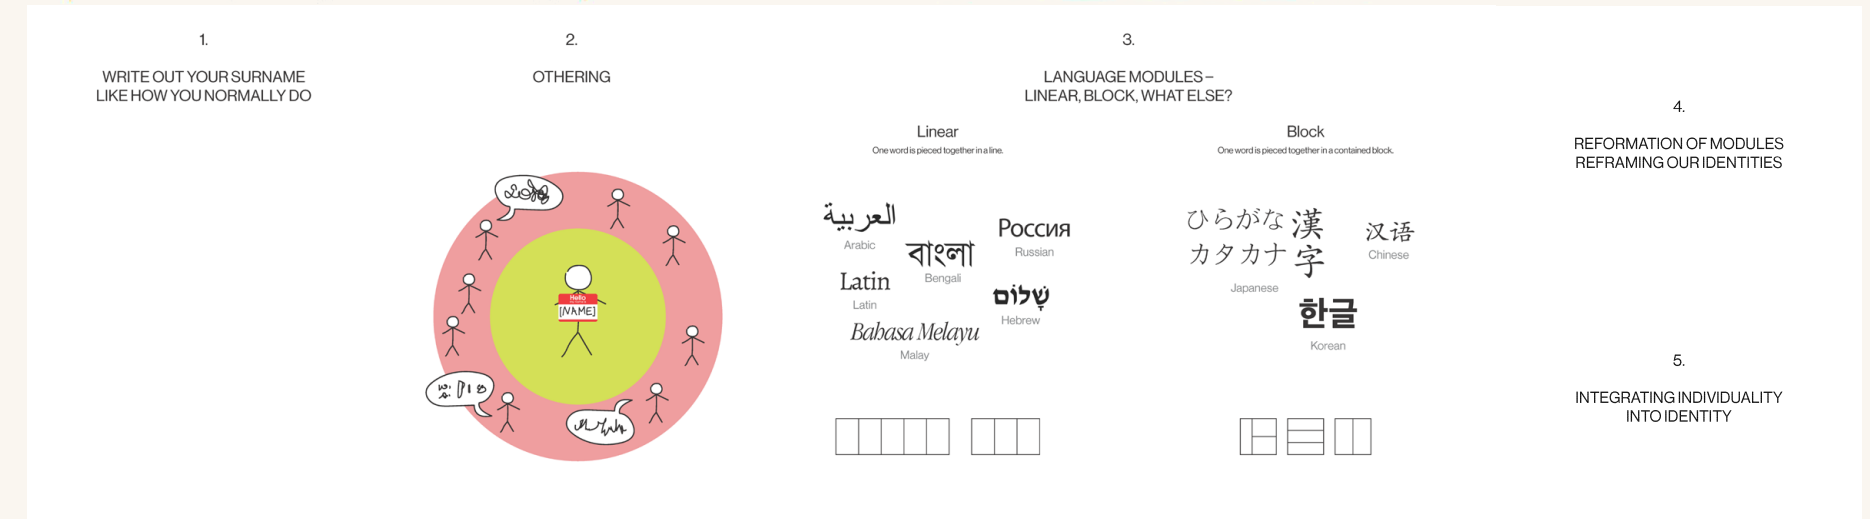 1.
WRITE OUT YOUR SURNAME
LIKE HOW YOU NORMALLY DO
2.
OTHERING
Hello
[NAME]
3.
LANGUAGE MODULES –
LINEAR, BLOCK, WHAT ELSE?
Linear
One word is pieced together in a line.
العربية
Arabic
বাংলা
Bengali
Россия
Russian
Latin
Latin
שָׁלוֹם
Hebrew
Bahasa Melayu
Malay
Block
One word is pieced together in a contained block.
ひらがな 漢字
カタカナ
Japanese
汉语
Chinese
한글
Korean
4.
REFORMATION OF MODULES
REFRAMING OUR IDENTITIES
5.
INTEGRATING INDIVIDUALITY
INTO IDENTITY